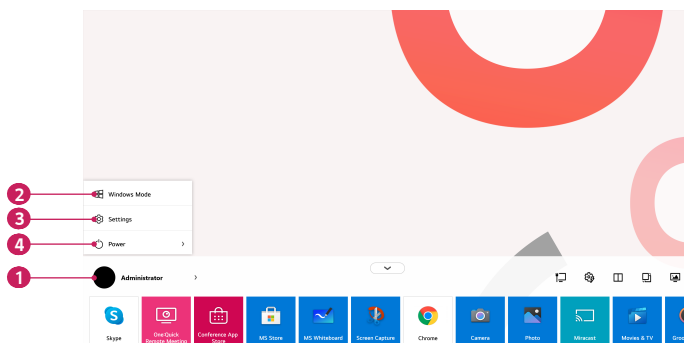 2
Windows Mode
3
Settings
4
Power
1
Administrator
S
Skype
One:Quick
Remote Meeting
Conference App
Store
MS Store
MS Whiteboard
Screen Capture
Chrome
Camera
Photo
Miracast
Movies & TV
Groo